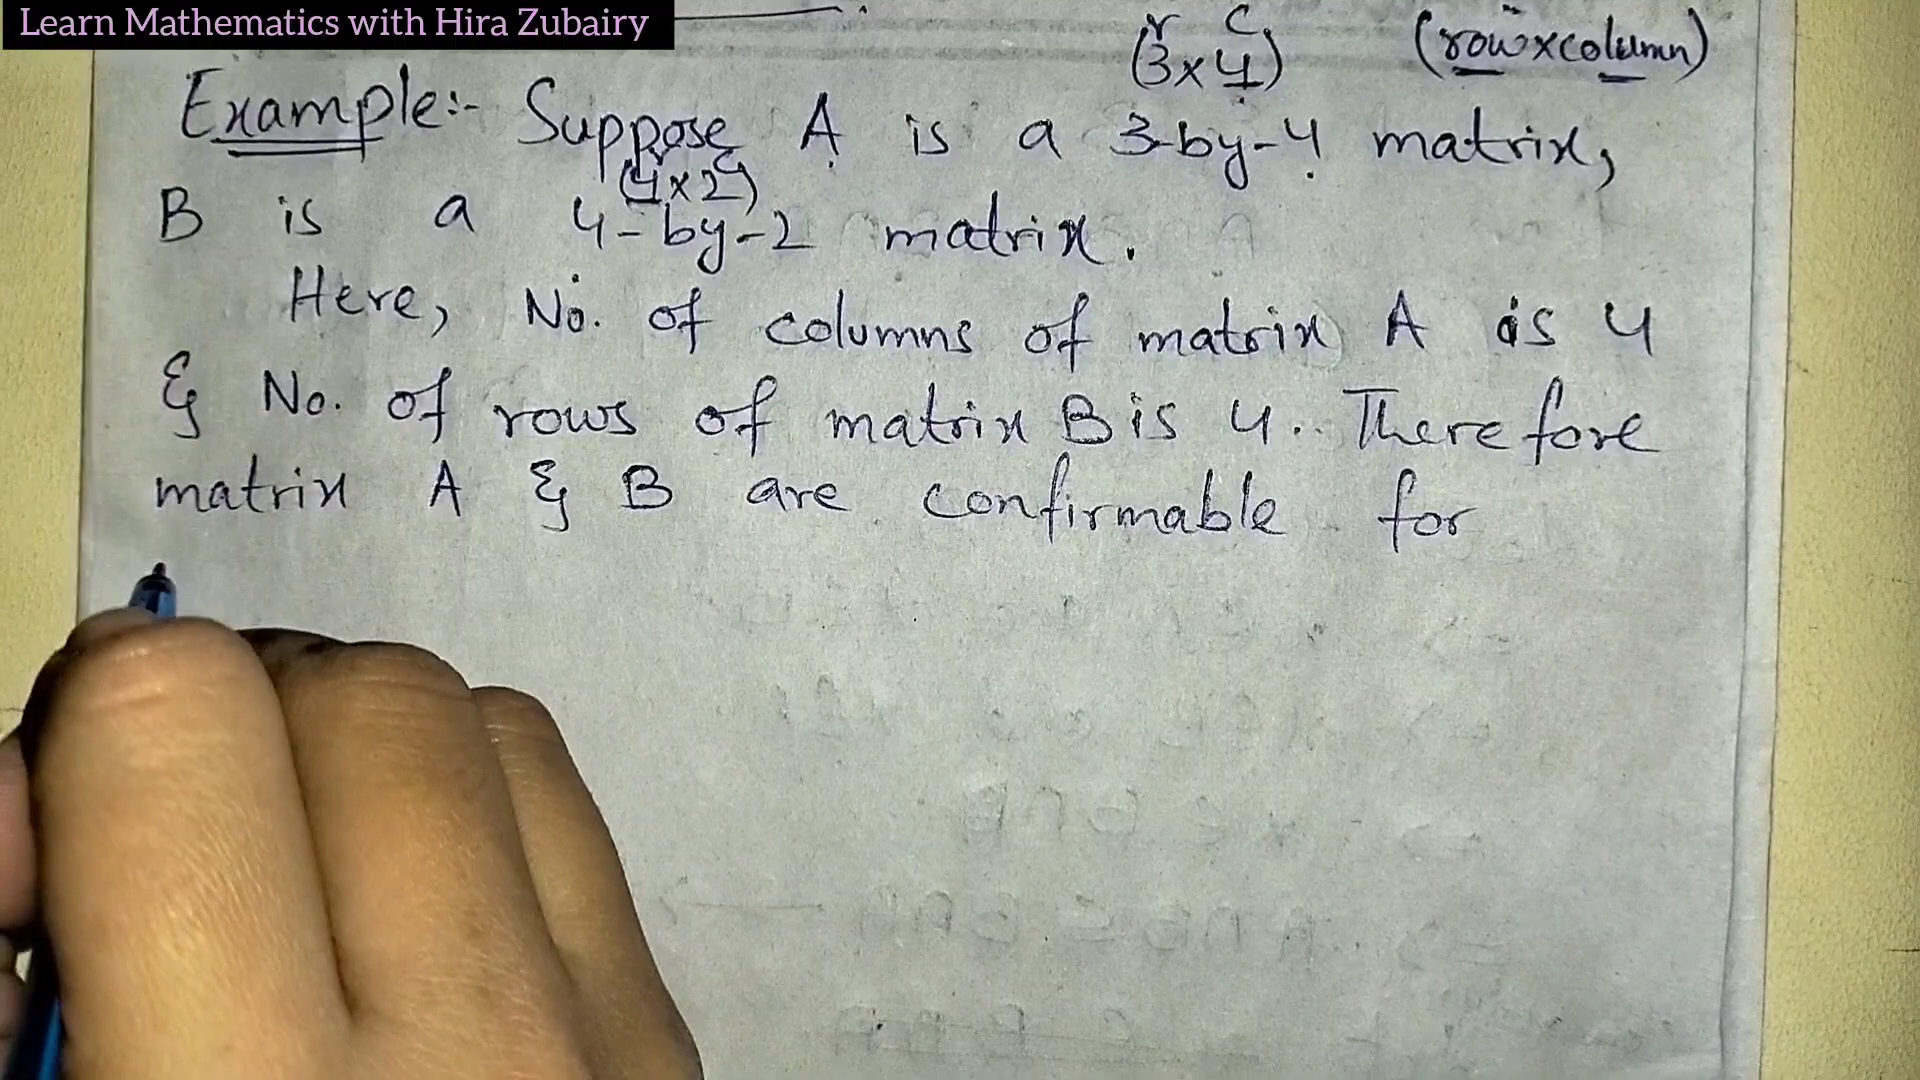 Learn Mathematics with Hira Zubairy
r c
(3x4) (rowxcolumn)
Example:- Suppose A is a 3-by-4 matrix,
r c
(4x2)
B is a 4-by-2 matrix.
Here, No. of columns of matrix A is 4
& No. of rows of matrix B is 4. Therefore
matrix A & B are confirmable for